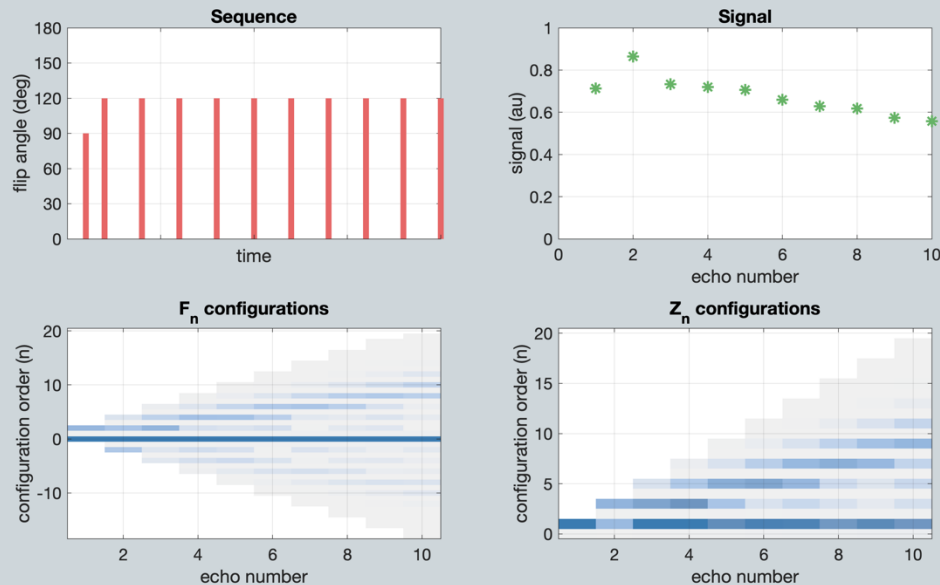 Sequence
180
150
120
90
60
30
0
flip angle (deg)
time
Signal
1
0.8
0.6
0.4
0.2
0
signal (au)
0 2 4 6 8 10
echo number
Fn configurations
20
10
0
-10
configuration order (n)
2 4 6 8 10
echo number
Zn configurations
20
15
10
5
0
configuration order (n)
2 4 6 8 10
echo number